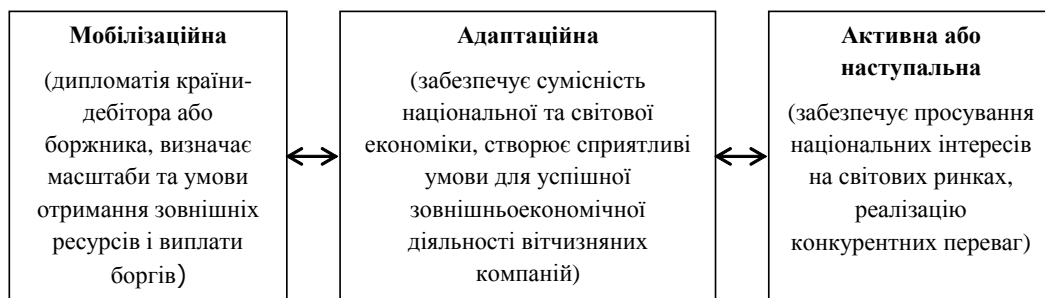 Мобілізаційна
(дипломатія країни-
дебітора або
боржника, визначає
масштаби та умови
отримання зовнішніх
ресурсів і виплати
боргів)
Адаптаційна
(забезпечує сумісність
національної та світової
економіки, створює сприятливі
умови для успішної
зовнішньоекономічної
діяльності вітчизняних
компаній)
Активна або
наступальна
(забезпечує просування
національних інтересів
на світових ринках,
реалізацію
конкурентних переваг)